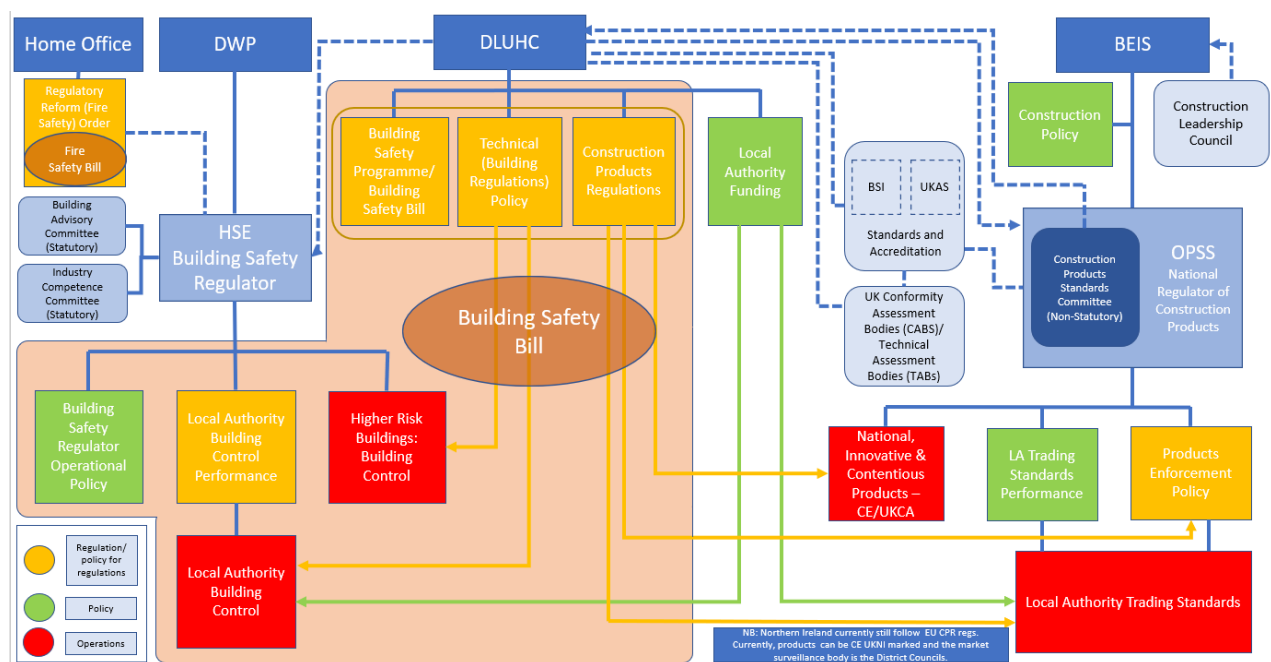 Home Office
DWP
DLUHC
BEIS
Regulatory
Reform (Fire
Safety) Order
Fire
Safety Bill
Building
Advisory
Committee
(Statutory)
Industry
Competence
Committee
(Statutory)
HSE
Building Safety
Regulator
Building
Safety
Programme/
Building
Safety Bill
Technical
(Building
Regulations)
Policy
Construction
Products
Regulations
Local
Authority
Funding
BSI
UKAS
Standards and
Accreditation
UK Conformity
Assessment
Bodies (CABS)/
Technical
Assessment
Bodies (TABs)
Construction
Policy
Construction
Leadership
Council
Construction
Products
Standards
Committee
(Non-Statutory)
OPSS
National
Regulator of
Construction
Products
Building Safety
Bill
Building
Safety
Regulator
Operational
Policy
Local Authority
Building
Control
Performance
Higher Risk
Buildings:
Building
Control
National,
Innovative &
Contentious
Products –
CE/UKCA
LA Trading
Standards
Performance
Products
Enforcement
Policy
Local Authority
Building
Control
Local Authority Trading Standards
Regulation/
policy for
regulations
Policy
Operations
NB: Northern Ireland currently still follow EU CPR regs.
Currently, products can be CE UKNI marked and the market
surveillance body is the District Councils.